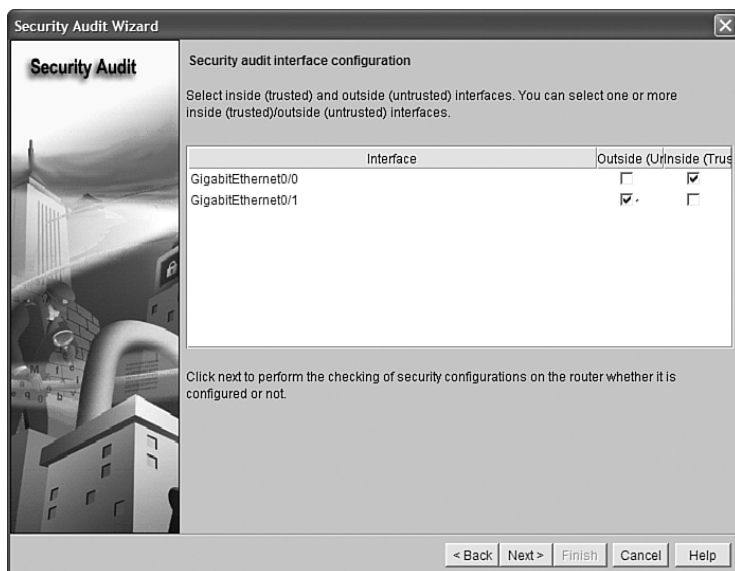 Security Audit Wizard
Security Audit
Security audit interface configuration
Select inside (trusted) and outside (untrusted) interfaces. You can select one or more
inside (trusted)/outside (untrusted) interfaces.
Interface Outside (Ur Inside (Trus
GigabitEthernet0/0
GigabitEthernet0/1
Click next to perform the checking of security configurations on the router whether it is
configured or not.
< Back Next > Finish Cancel Help